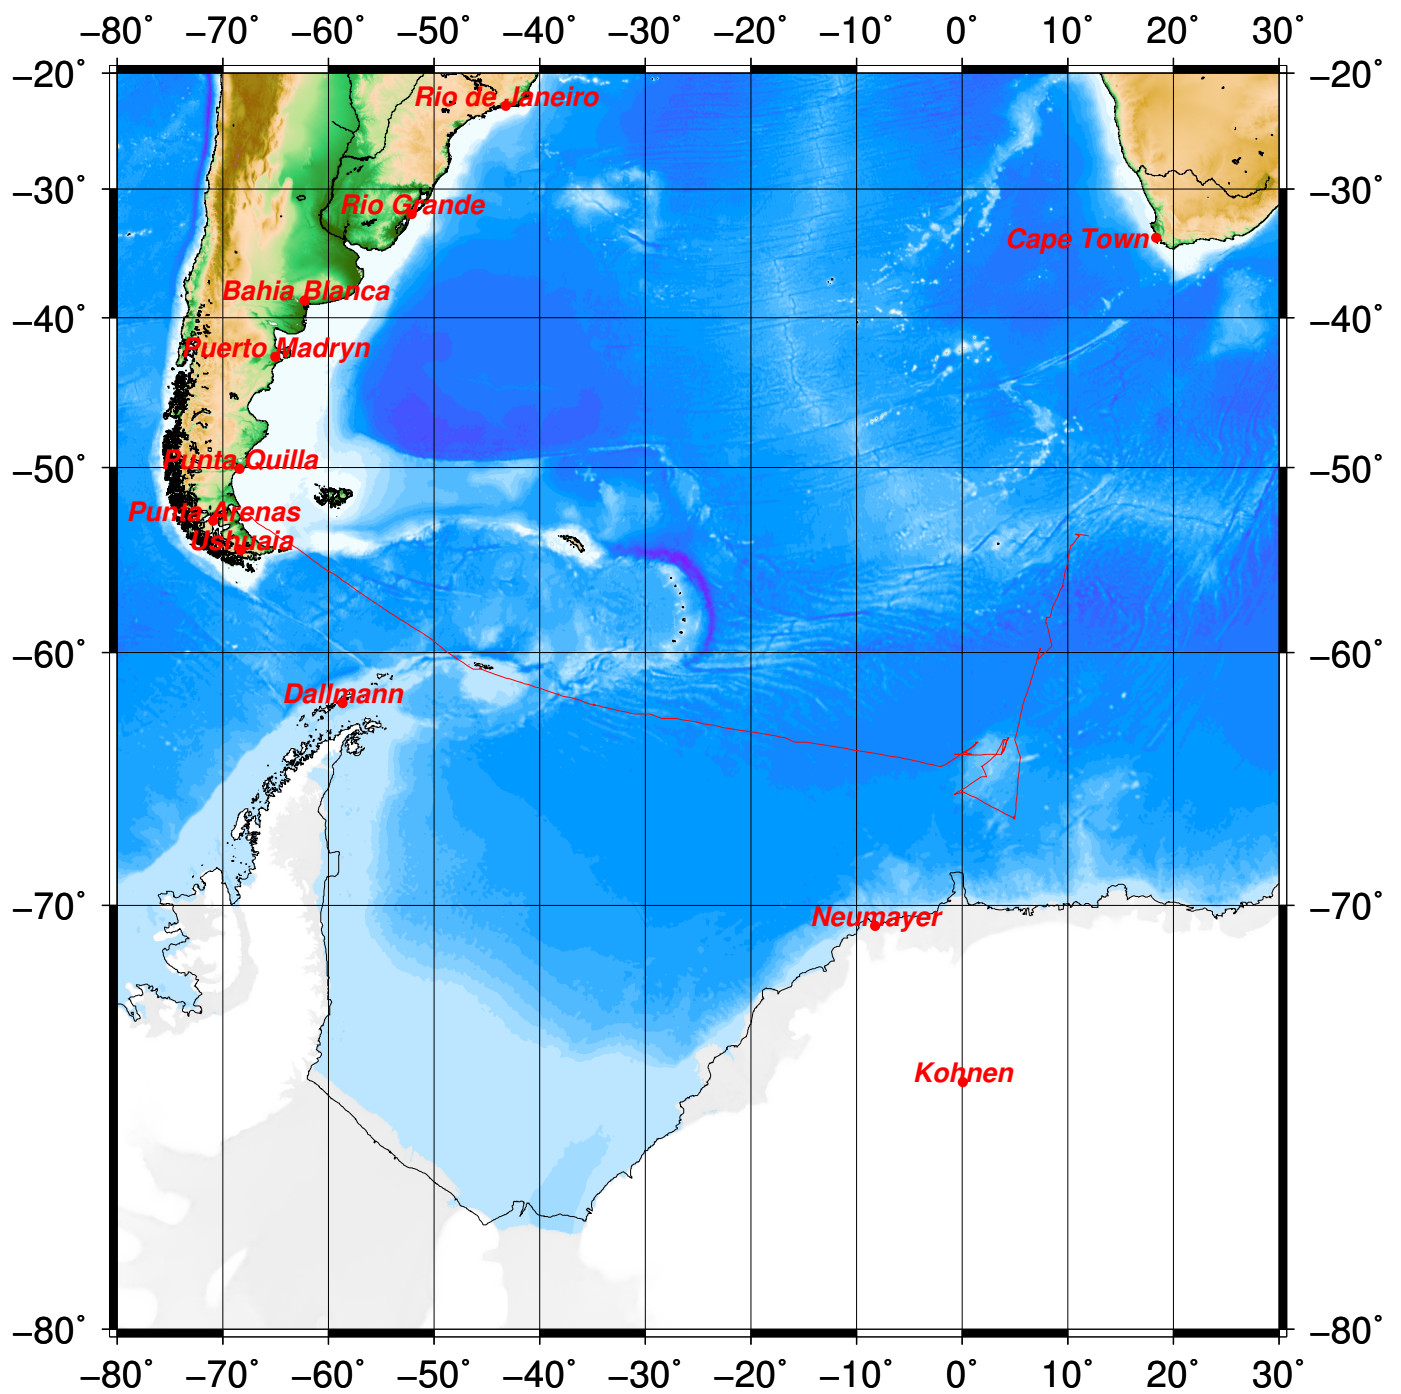 −80° −70° −60° −50° −40° −30° −20° −10° 0° 10° 20° 30°
−20° −20°
Rio de Janeiro
−30° −30°
Rio Grande
Cape Town
Bahia Blanca
−40° −40°
Puerto Madryn
Punta Quilla
−50° −50°
Punta Arenas
Ushuaia
−60° −60°
Dallmann
−70° −70°
Neumayer
Kohnen
−80° −80°
−80° −70° −60° −50° −40° −30° −20° −10° 0° 10° 20° 30°